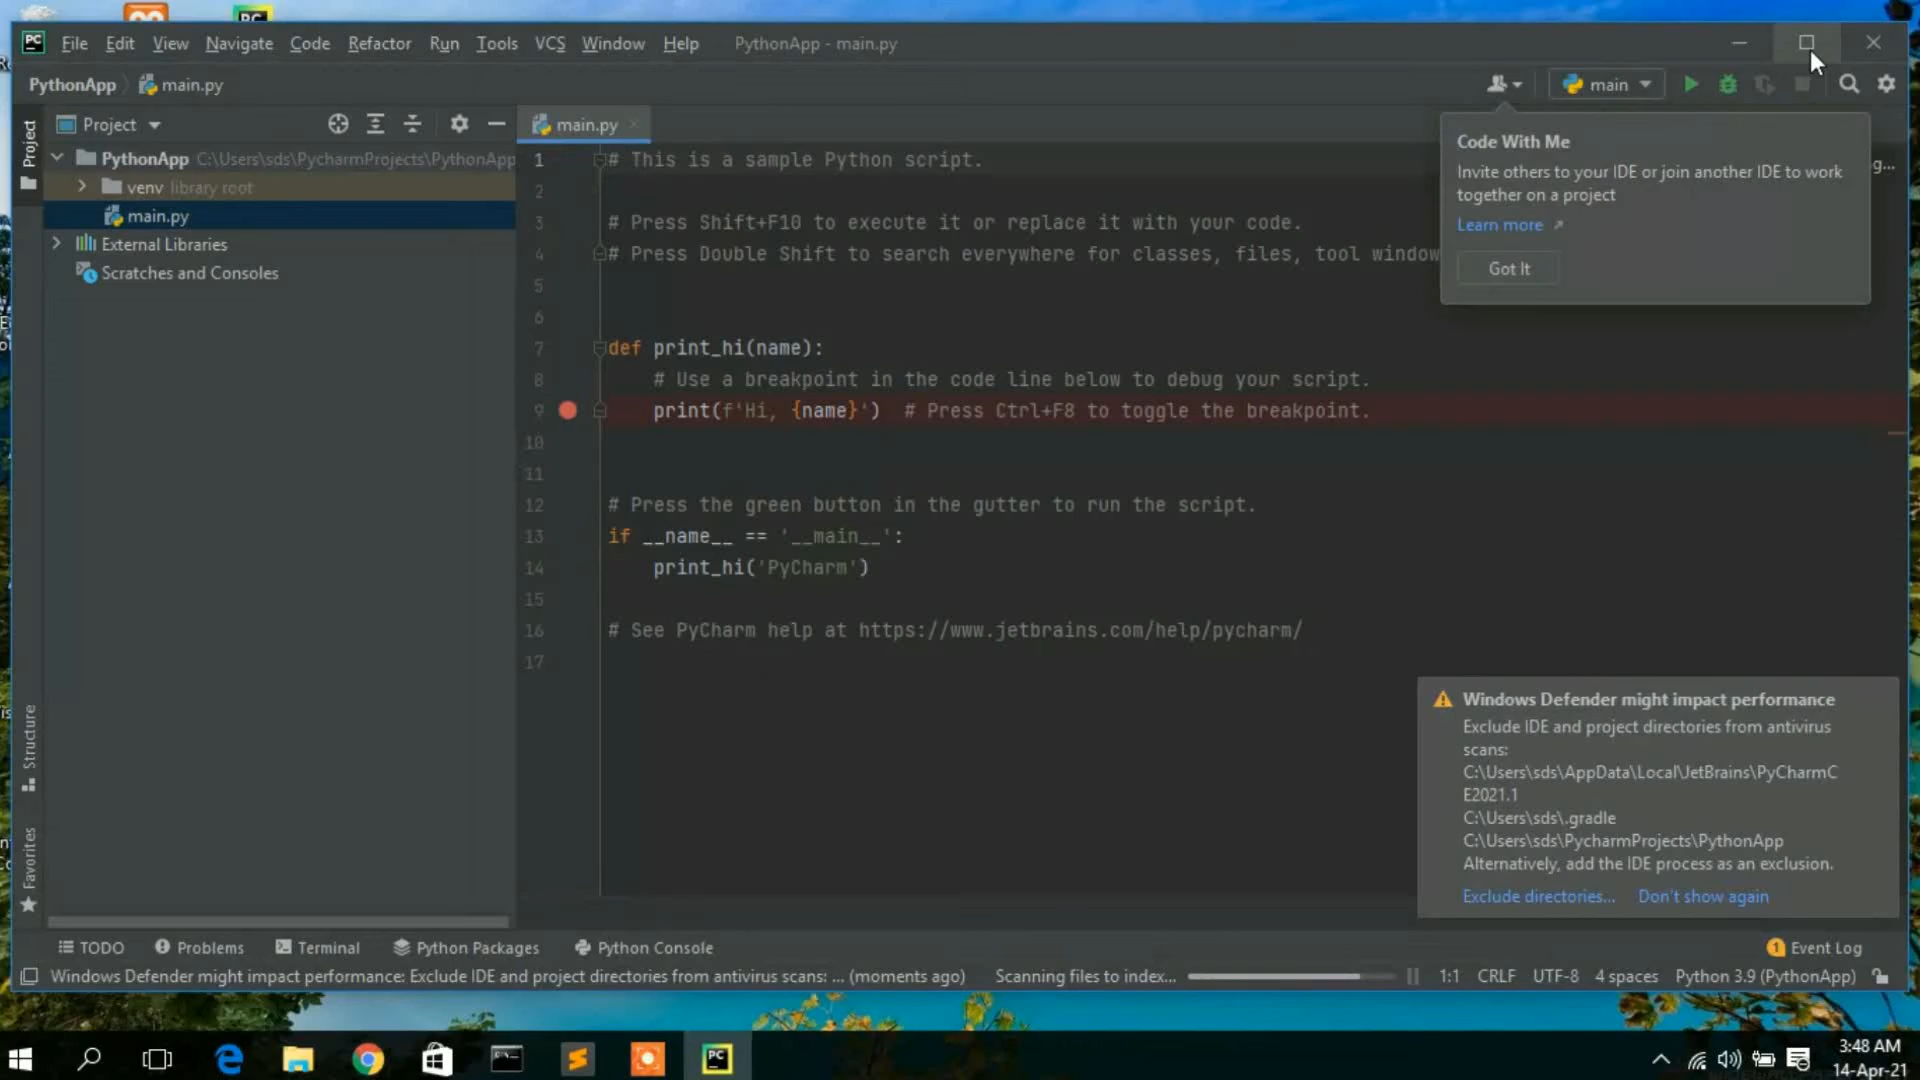 File Edit View Navigate Code Refactor Run Tools VCS Window Help PythonApp - main.py
PythonApp main.py
main
Project
Project
main.py
PythonApp C:\Users\sds\PycharmProjects\PythonApp
venv library root
main.py
External Libraries
Scratches and Consoles
1 # This is a sample Python script.
2
3 # Press Shift+F10 to execute it or replace it with your code.
4 # Press Double Shift to search everywhere for classes, files, tool window
5
6
7 def print_hi(name):
8 # Use a breakpoint in the code line below to debug your script.
9 print(f'Hi, {name}') # Press Ctrl+F8 to toggle the breakpoint.
10
11
12 # Press the green button in the gutter to run the script.
13 if __name__ == '__main__':
14 print_hi('PyCharm')
15
16 # See PyCharm help at https://www.jetbrains.com/help/pycharm/
17
Code With Me
Invite others to your IDE or join another IDE to work
together on a project
Learn more
Got It
Windows Defender might impact performance
Exclude IDE and project directories from antivirus
scans:
C:\Users\sds\AppData\Local\JetBrains\PyCharmC
E2021.1
C:\Users\sds\.gradle
C:\Users\sds\PycharmProjects\PythonApp
Alternatively, add the IDE process as an exclusion.
Exclude directories... Don't show again
Structure
Favorites
TODO Problems Terminal Python Packages Python Console
1 Event Log
Windows Defender might impact performance: Exclude IDE and project directories from antivirus scans: ... (moments ago) Scanning files to index... 1:1 CRLF UTF-8 4 spaces Python 3.9 (PythonApp)
3:48 AM
14-Apr-21